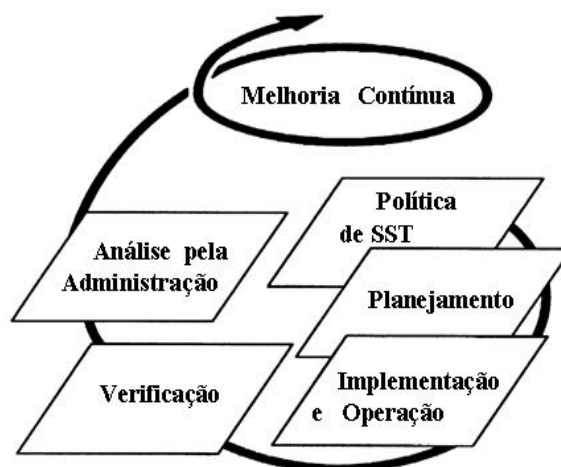 Melhoria Contínua
Política
de SST
Análise pela
Administração
Planejamento
Verificação
Implementação
e Operação